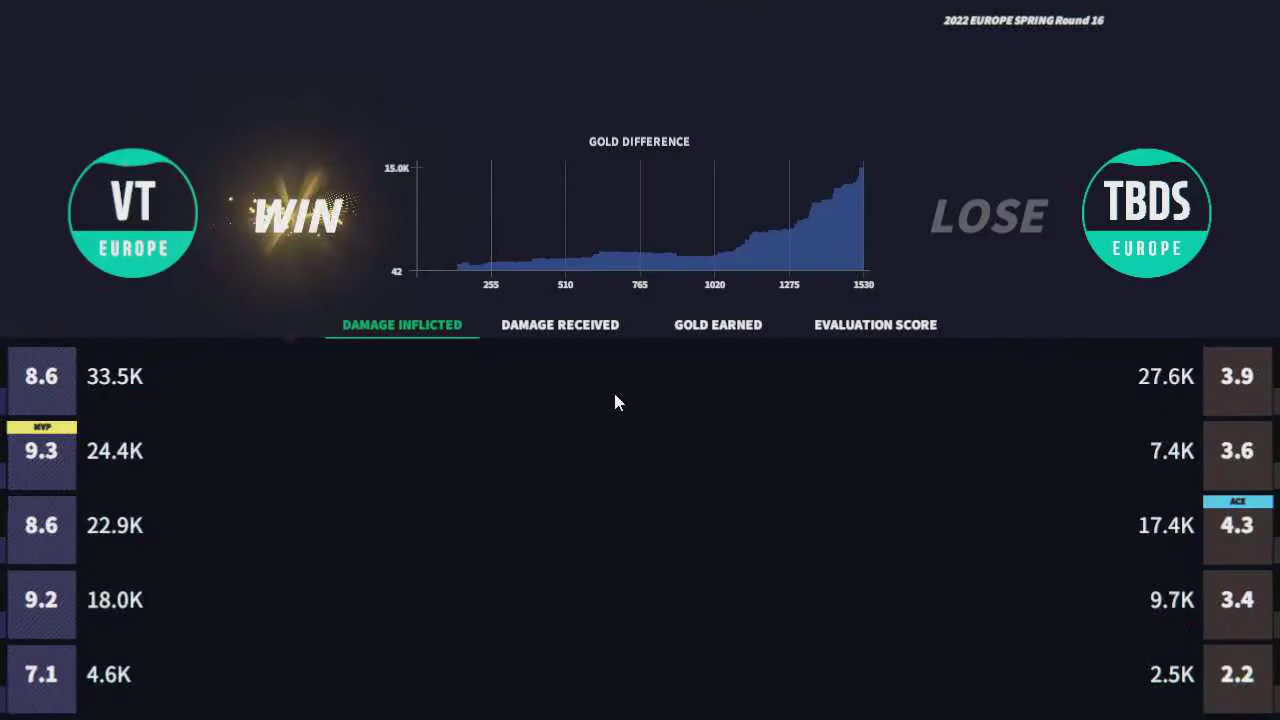 2022 EUROPE SPRING Round 16
GOLD DIFFERENCE
15.0K
42
255 510 765 1020 1275 1530
VT
EUROPE
WIN
LOSE
TBDS
EUROPE
DAMAGE INFLICTED DAMAGE RECEIVED GOLD EARNED EVALUATION SCORE
8.6 33.5K 27.6K 3.9
MVP
9.3 24.4K 7.4K 3.6
ACE
8.6 22.9K 17.4K 4.3
9.2 18.0K 9.7K 3.4
7.1 4.6K 2.5K 2.2